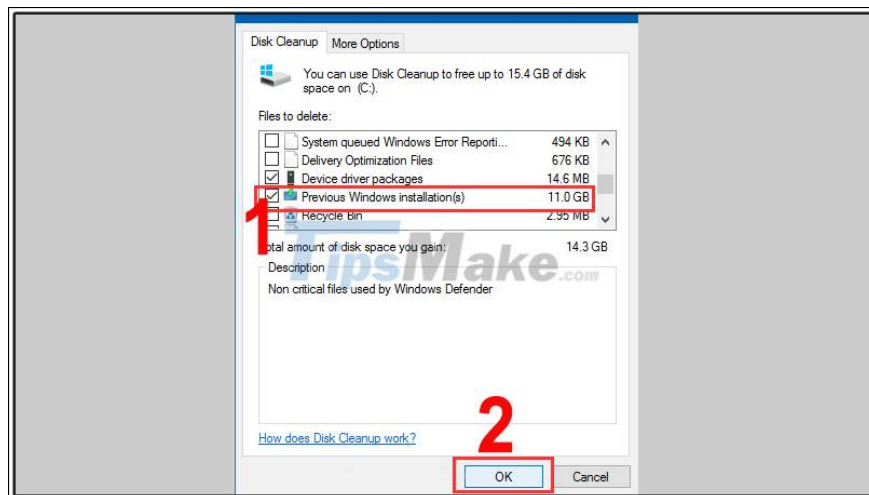 Disk Cleanup More Options
You can use Disk Cleanup to free up to 15.4 GB of disk
space on (C:).
Files to delete:
System queued Windows Error Reporti... 494 KB
Delivery Optimization Files 676 KB
Device driver packages 14.6 MB
Previous Windows installation(s) 11.0 GB
1
Recycle Bin 2.95 MB
Total amount of disk space you gain: 14.3 GB
TipsMake.com
Description
Non critical files used by Windows Defender
How does Disk Cleanup work?
2
OK Cancel